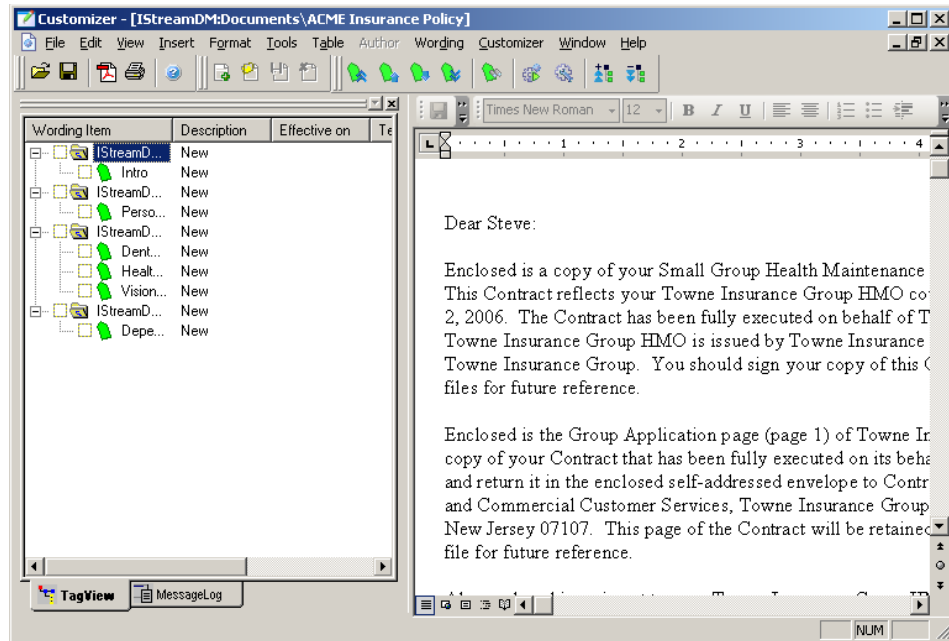 Customizer - [IStreamDM:Documents\ACME Insurance Policy]
File Edit View Insert Format Tools Table Author Wording Customizer Window Help
Times New Roman 12 B I U
Wording Item Description Effective on Te
IStreamD... New
Intro New
IStreamD... New
Perso... New
IStreamD... New
Dent... New
Healt... New
Vision... New
IStreamD... New
Depe... New
TagView MessageLog
1 2 3 4
Dear Steve:
Enclosed is a copy of your Small Group Health Maintenance
This Contract reflects your Towne Insurance Group HMO co
2, 2006. The Contract has been fully executed on behalf of T
Towne Insurance Group HMO is issued by Towne Insurance
Towne Insurance Group. You should sign your copy of this
files for future reference.
Enclosed is the Group Application page (page 1) of Towne In
copy of your Contract that has been fully executed on its beha
and return it in the enclosed self-addressed envelope to Contr
and Commercial Customer Services, Towne Insurance Group
New Jersey 07107. This page of the Contract will be retained
file for future reference.
NUM